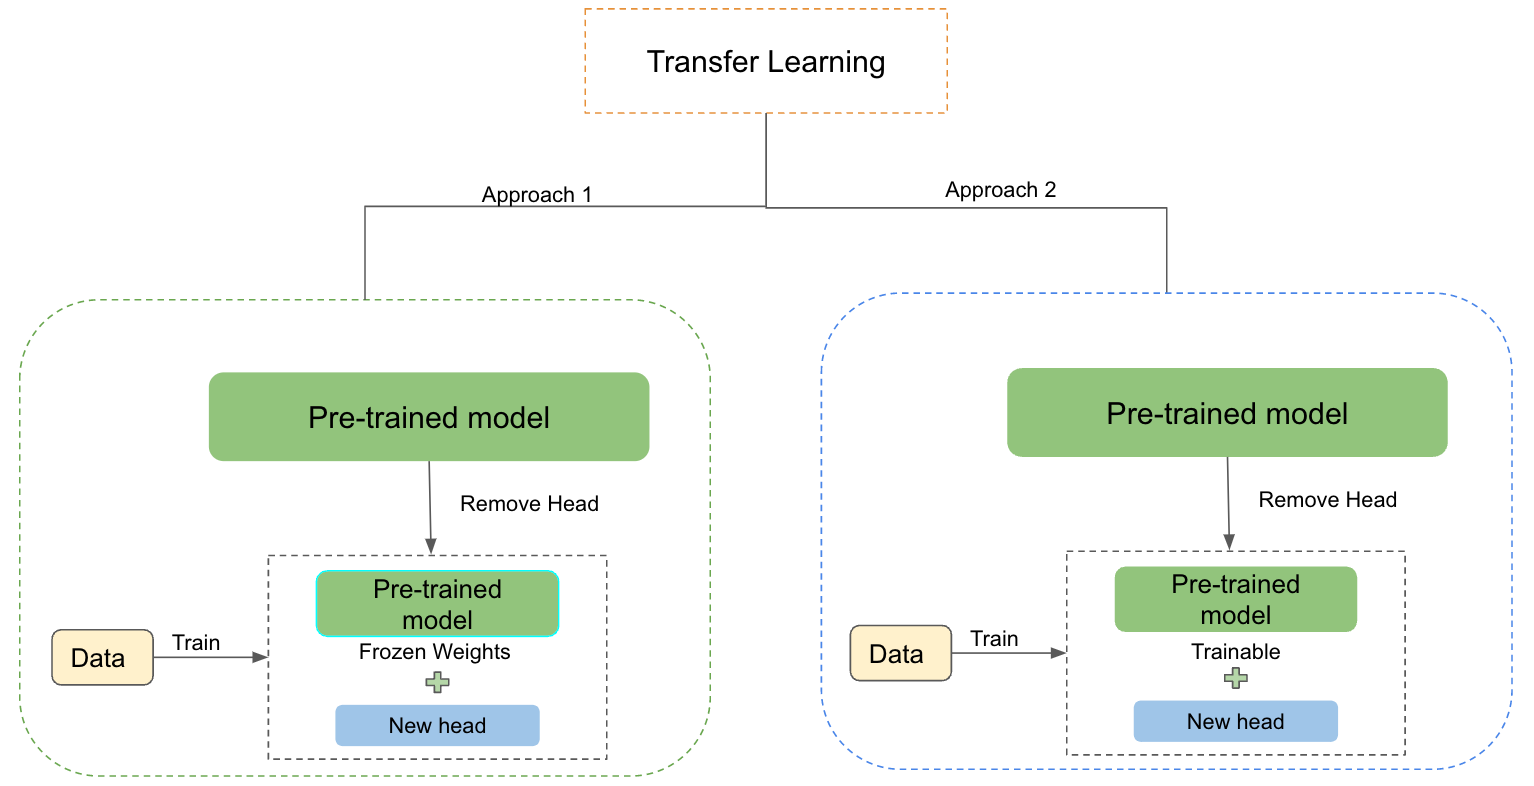 Transfer Learning
Approach 1
Approach 2
Pre-trained model
Remove Head
Pre-trained
model
Frozen Weights
Data
Train
New head
Pre-trained model
Remove Head
Pre-trained
model
Trainable
Data
Train
New head